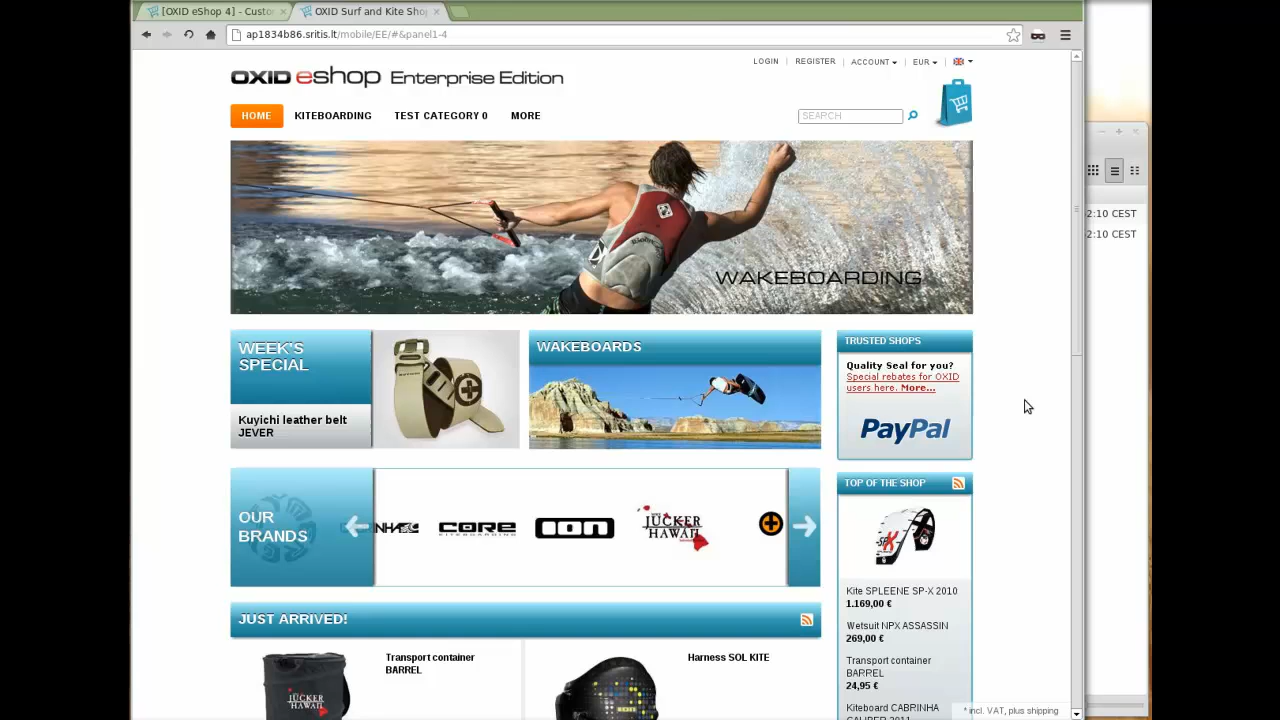 [OXID eShop 4] - Custo
OXID Surf and Kite Sho
ap1834b86.sritis.lt/mobile/EE/#&panel1-4
LOGIN
REGISTER
ACCOUNT
EUR
OXID eshop Enterprise Edition
HOME
KITEBOARDING
TEST CATEGORY 0
MORE
SEARCH
2:10 CEST
2:10 CEST
WAKEBOARDING
WEEK'S
SPECIAL
Kuyichi leather belt
JEVER
WAKEBOARDS
TRUSTED SHOPS
Quality Seal for you?
Special rebates for OXID
users here. More...
PayPal
OUR
BRANDS
core
KITEBOARDING
ion
JÜCKER
HAWAII
TOP OF THE SHOP
Kite SPLEENE SP-X 2010
1.169,00 €
Wetsuit NPX ASSASSIN
269,00 €
Transport container
BARREL
24,95 €
Kiteboard CABRINHA
CALIBER 2011
JUST ARRIVED!
Transport container
BARREL
JÜCKER
HAWAII
Harness SOL KITE
* incl. VAT, plus shipping